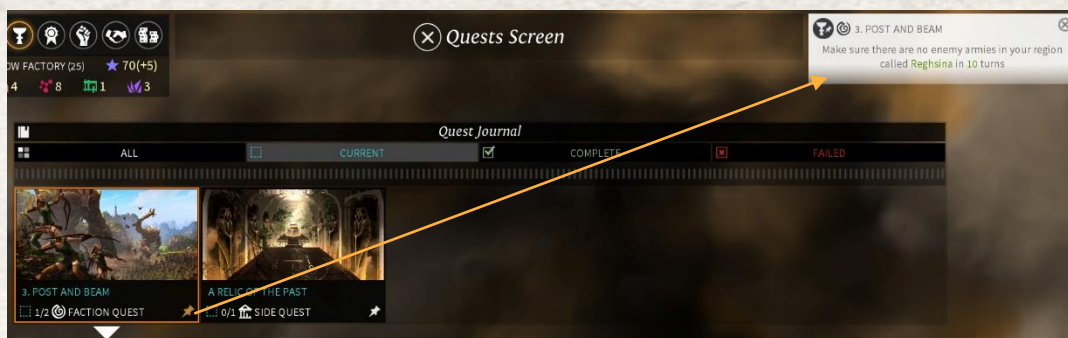 Quests Screen
3. POST AND BEAM
Make sure there are no enemy armies in your region
called Reghsina in 10 turns
OW FACTORY (25) 70(+5)
4 8 1 3
Quest Journal
ALL CURRENT COMPLETE FAILED
3. POST AND BEAM
1/2 FACTION QUEST
A RELIC OF THE PAST
0/1 SIDE QUEST